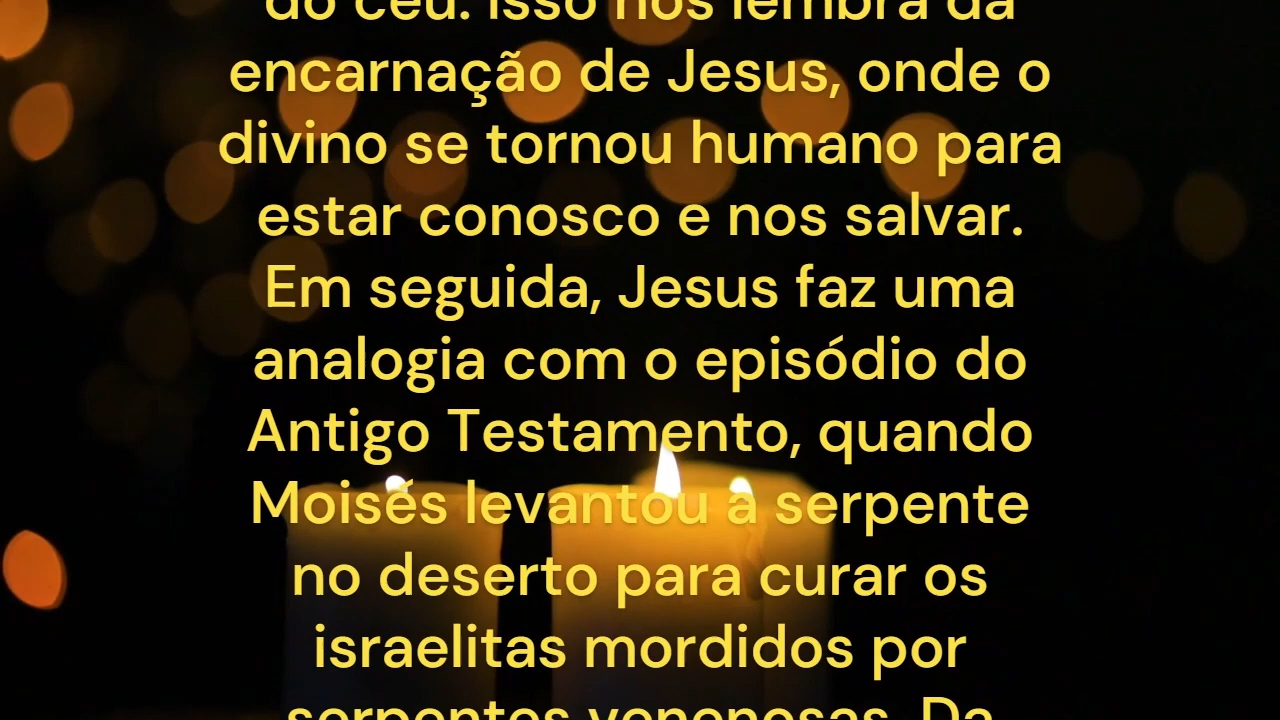 do céu. Isso nos lembra da
encarnação de Jesus, onde o
divino se tornou humano para
estar conosco e nos salvar.
Em seguida, Jesus faz uma
analogia com o episódio do
Antigo Testamento, quando
Moisés levantou a serpente
no deserto para curar os
israelitas mordidos por
serpentes venenosas. Da